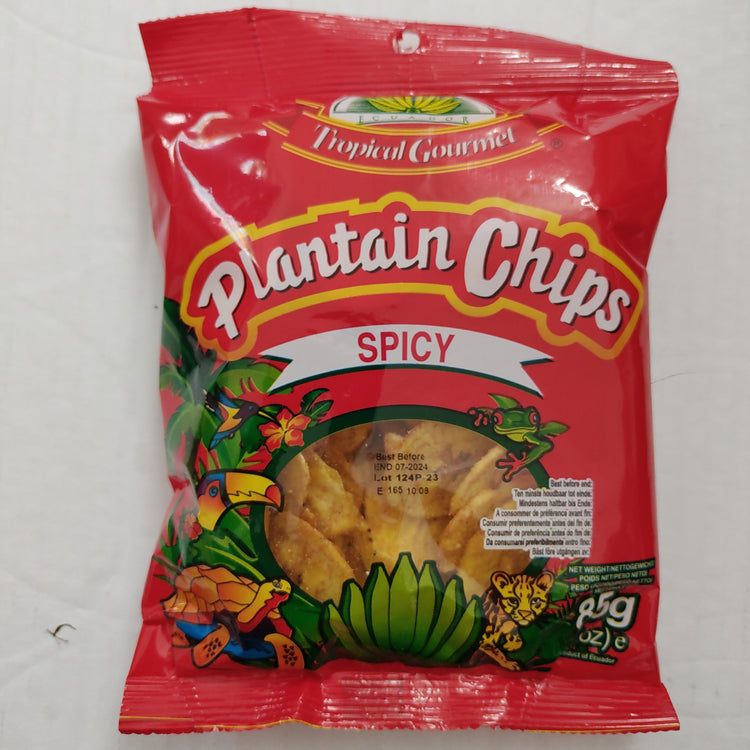 ECUADOR
Tropical Gourmet
®
Plantain Chips
SPICY
Best Before
END 07-2024
Lot 124P 23
E 165 10:08
Best before end:
Ten minste houdbaar tot einde:
Mindestens haltbar bis Ende:
A consommer de préférence avant fin:
Consumir preferentemente antes del fin de:
Consumir de preferência antes do fim de:
Da consumarsi preferibilmente entro fine:
Bäst före utgången av:
NET WEIGHT/NETTOGEWICHT
POIDS NET/PESO NETO/
PESO
85g
oz) e
Product of Ecuador